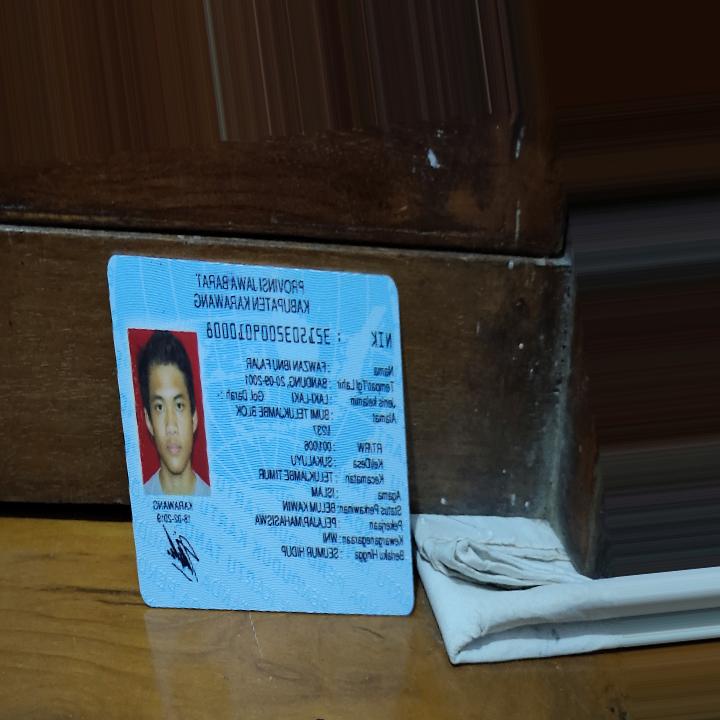 PROVINSI JAWA BARAT
KABUPATEN KARAWANG
NIK : 3215032009010008
Nama : FAWZAN IBNU FAJAR
Tempat/Tgl Lahir : BANDUNG, 20-09-2001
Jenis kelamin : LAKI-LAKI Gol. Darah :-
Alamat : BUMI TELUKJAMBE BLOK
I237
RT/RW : 001/006
Kel/Desa : SUKALUYU
Kecamatan : TELUKJAMBE TIMUR
Agama : ISLAM
Status Perkawinan: BELUM KAWIN
Pekerjaan : PELAJAR/MAHASISWA
Kewarganegaraan: WNI
Berlaku Hingga : SEUMUR HIDUP
KARAWANG
18-02-2019